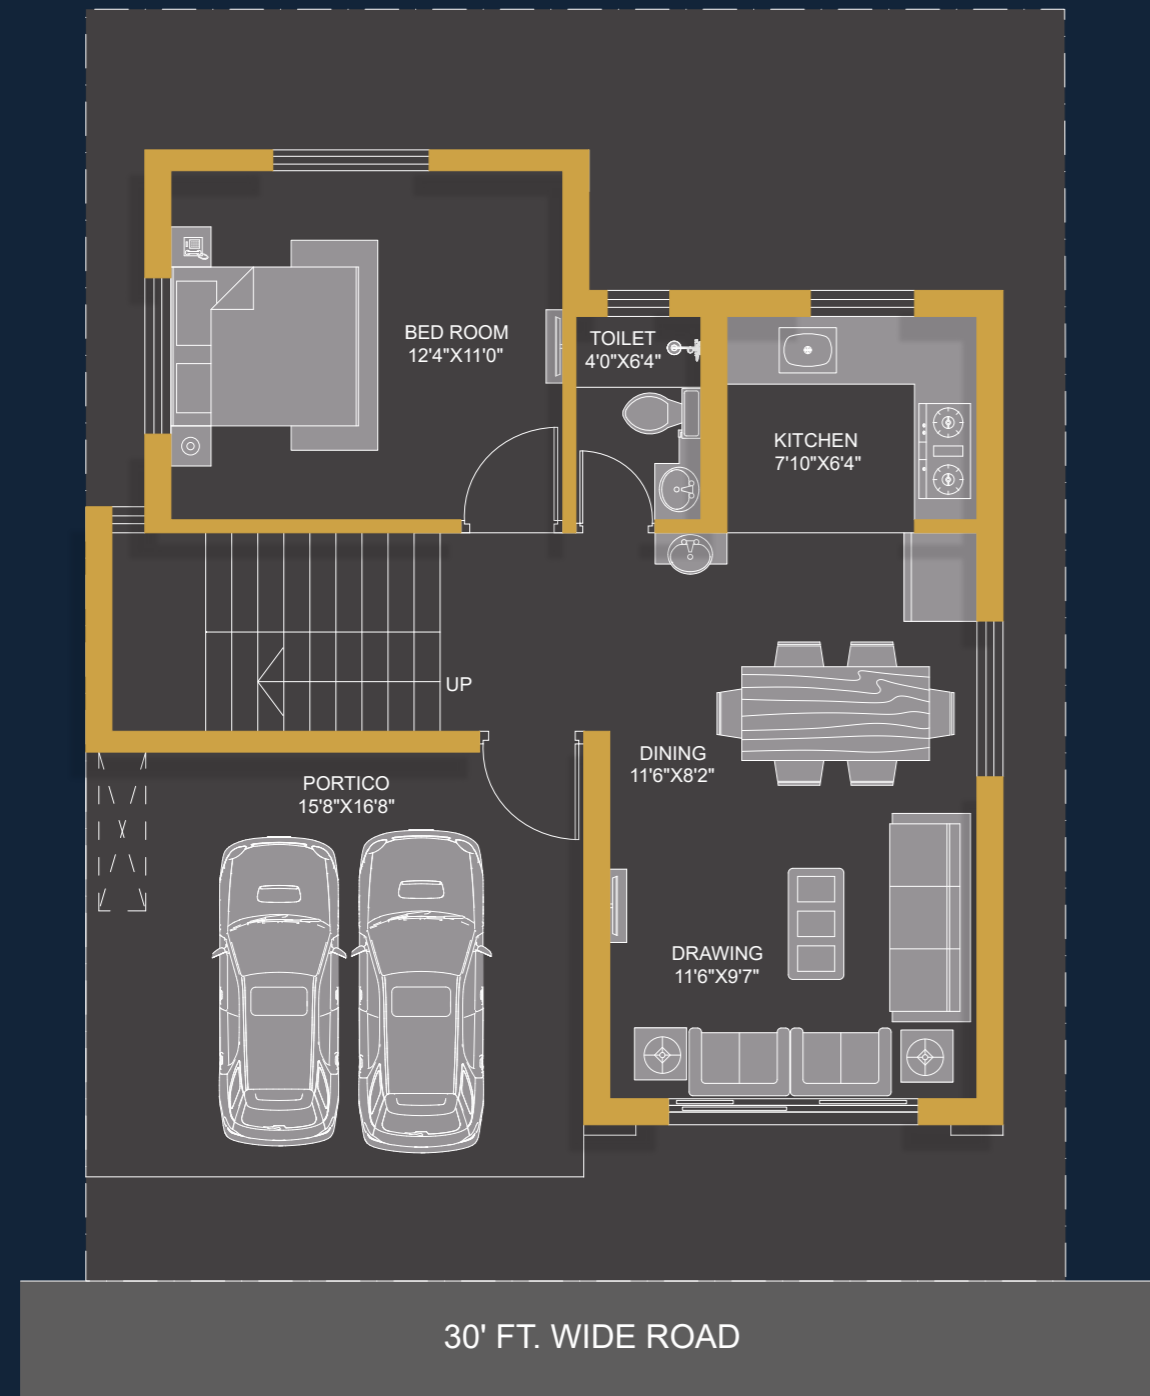 BED ROOM
12'4"X11'0"
TOILET
4'0"X6'4"
KITCHEN
7'10"X6'4"
UP
DINING
11'6"X8'2"
PORTICO
15'8"X16'8"
DRAWING
11'6"X9'7"
30' FT. WIDE ROAD